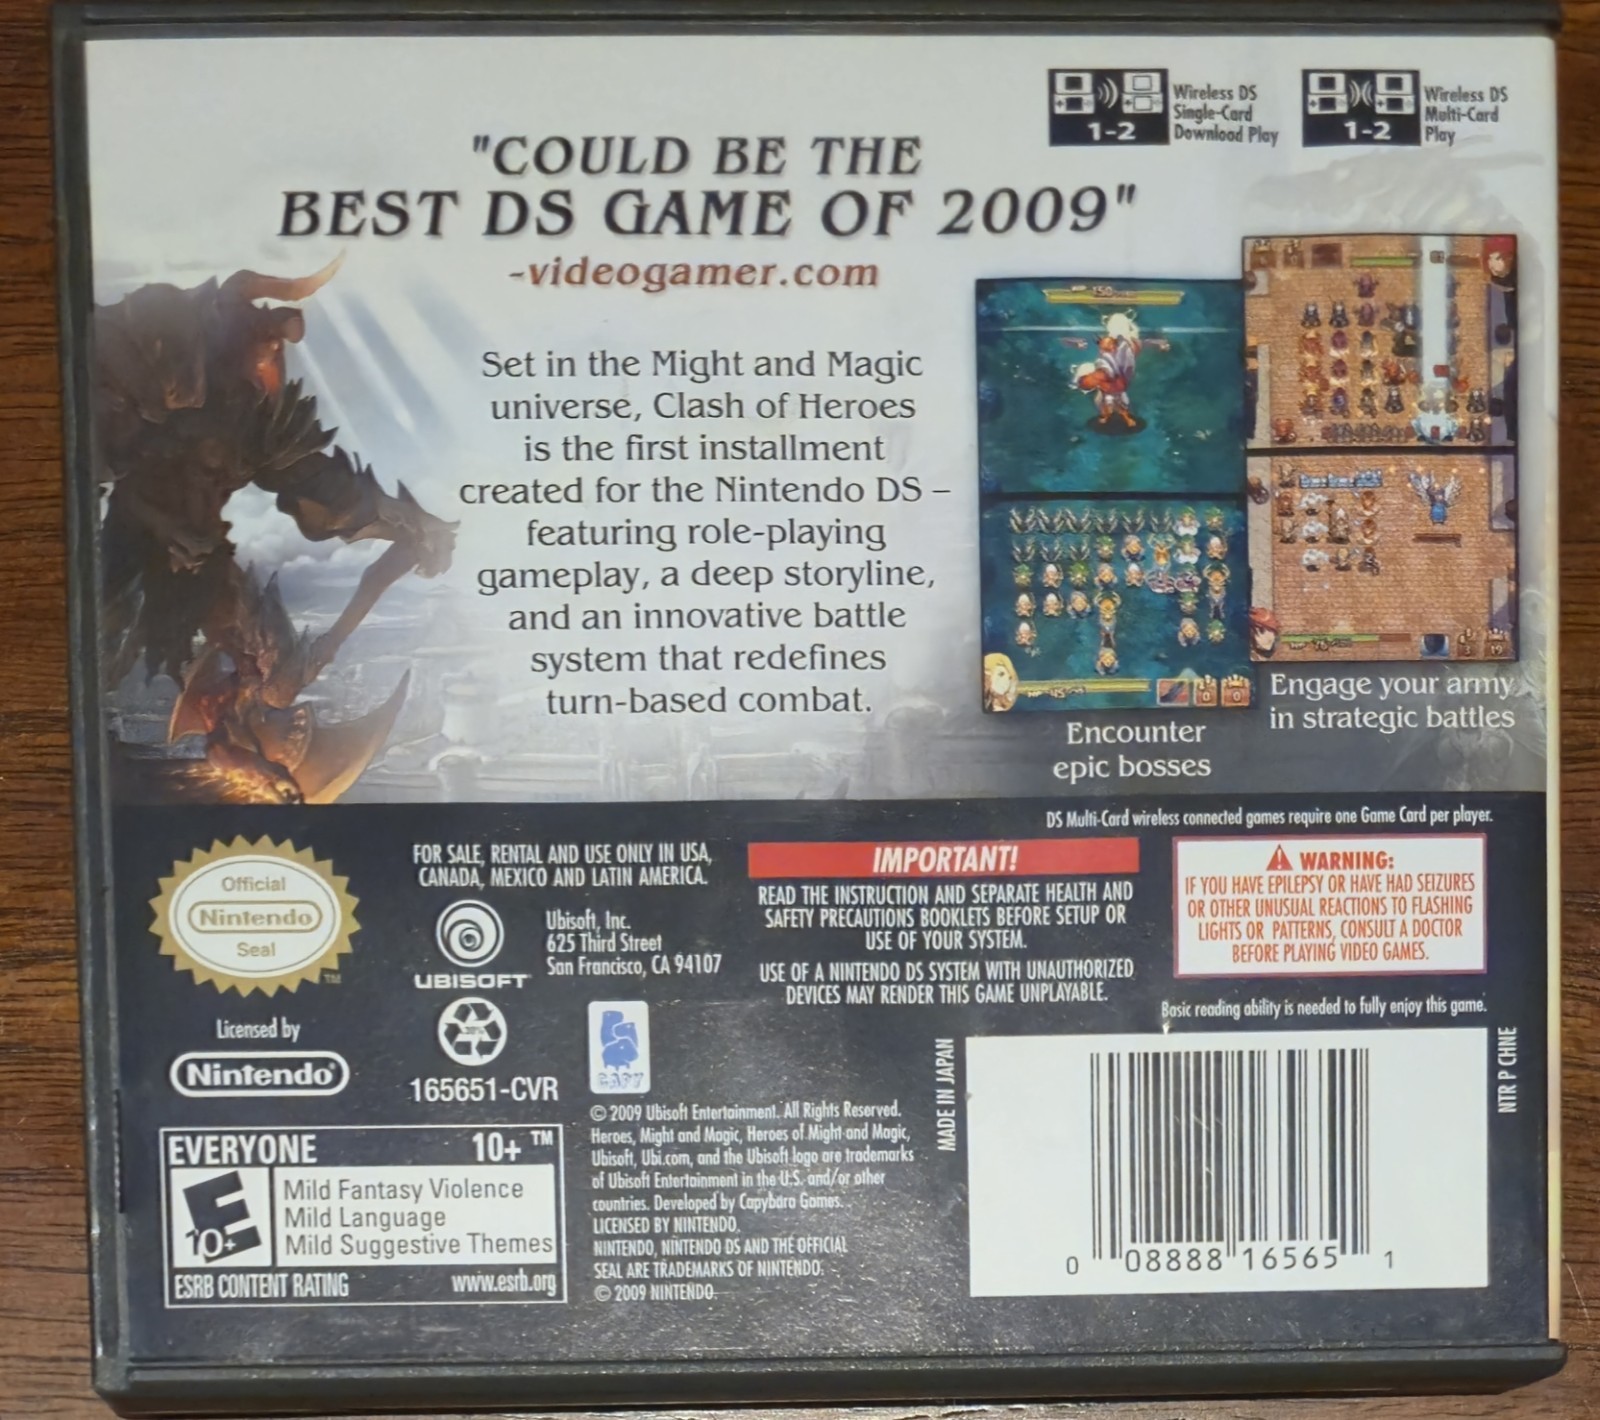 Wireless DS
Single-Card
Download Play
1-2
Wireless DS
Multi-Card
Play
1-2
"COULD BE THE
BEST DS GAME OF 2009"
-videogamer.com
Set in the Might and Magic
universe, Clash of Heroes
is the first installment
created for the Nintendo DS –
featuring role-playing
gameplay, a deep storyline,
and an innovative battle
system that redefines
turn-based combat.
Encounter
epic bosses
Engage your army
in strategic battles
DS Multi-Card wireless connected games require one Game Card per player.
Official
Nintendo
Seal
TM
Licensed by
Nintendo®
FOR SALE, RENTAL AND USE ONLY IN USA,
CANADA, MEXICO AND LATIN AMERICA.
UBISOFT
Ubisoft, Inc.
625 Third Street
San Francisco, CA 94107
165651-CVR
CAPY
IMPORTANT!
READ THE INSTRUCTION AND SEPARATE HEALTH AND
SAFETY PRECAUTIONS BOOKLETS BEFORE SETUP OR
USE OF YOUR SYSTEM.
USE OF A NINTENDO DS SYSTEM WITH UNAUTHORIZED
DEVICES MAY RENDER THIS GAME UNPLAYABLE.
WARNING:
IF YOU HAVE EPILEPSY OR HAVE HAD SEIZURES
OR OTHER UNUSUAL REACTIONS TO FLASHING
LIGHTS OR PATTERNS, CONSULT A DOCTOR
BEFORE PLAYING VIDEO GAMES.
Basic reading ability is needed to fully enjoy this game.
EVERYONE 10+ ™
E
10+
Mild Fantasy Violence
Mild Language
Mild Suggestive Themes
ESRB CONTENT RATING www.esrb.org
© 2009 Ubisoft Entertainment. All Rights Reserved.
Heroes, Might and Magic, Heroes of Might and Magic,
Ubisoft, Ubi.com, and the Ubisoft logo are trademarks
of Ubisoft Entertainment in the U.S. and/or other
countries. Developed by Capybara Games.
LICENSED BY NINTENDO.
NINTENDO, NINTENDO DS AND THE OFFICIAL
SEAL ARE TRADEMARKS OF NINTENDO.
© 2009 NINTENDO.
MADE IN JAPAN
NTR P CHNE
0 08888 16565 1